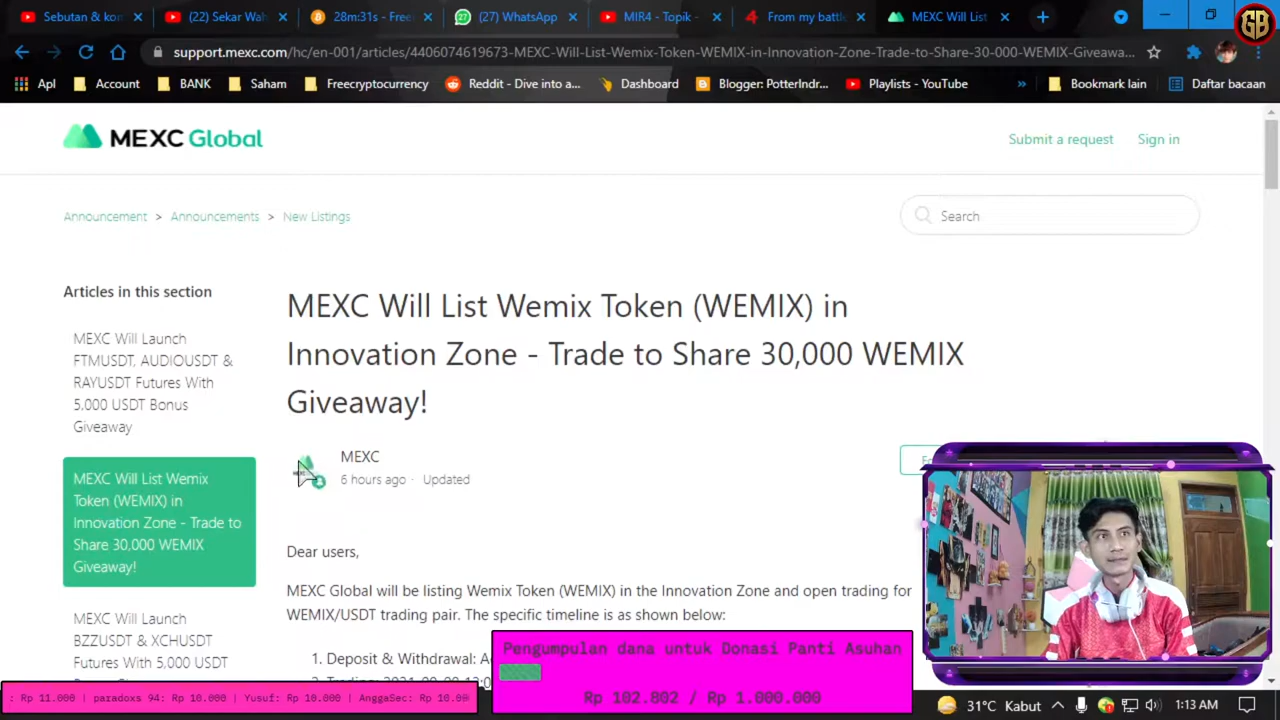 Sebutan & kom
(22) Sekar Wah
28m:31s - Free
(27) WhatsApp
MIR4 - Topik -
From my battl
MEXC Will List
GB
support.mexc.com/hc/en-001/articles/4406074619673-MEXC-Will-List-Wemix-Token-WEMIX-in-Innovation-Zone-Trade-to-Share-30-000-WEMIX-Giveawa...
Apl
Account
BANK
Saham
Freecryptocurrency
Reddit - Dive into a...
Dashboard
Blogger: PotterIndr...
Playlists - YouTube
»
Bookmark lain
Daftar bacaan
MEXC Global
Submit a request
Sign in
Announcement > Announcements > New Listings
Search
Articles in this section
MEXC Will Launch
FTMUSDT, AUDIOUSDT &
RAYUSDT Futures With
5,000 USDT Bonus
Giveaway
MEXC Will List Wemix
Token (WEMIX) in
Innovation Zone - Trade to
Share 30,000 WEMIX
Giveaway!
MEXC Will Launch
BZZUSDT & XCHUSDT
Futures With 5,000 USDT
MEXC Will List Wemix Token (WEMIX) in
Innovation Zone - Trade to Share 30,000 WEMIX
Giveaway!
MEXC
6 hours ago · Updated
Dear users,
MEXC Global will be listing Wemix Token (WEMIX) in the Innovation Zone and open trading for
WEMIX/USDT trading pair. The specific timeline is as shown below:
1. Deposit & Withdrawal:
Pengumpulan dana untuk Donasi Panti Asuhan
Rp 102.802 / Rp 1.000.000
: Rp 11.000 | paradoxs 94: Rp 10.000 | Yusuf: Rp 10.000 | AnggaSec: Rp 10.00
31°C Kabut
1:13 AM